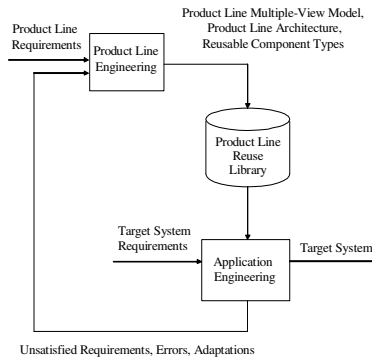 Product Line Multiple-View Model,
Product Line Architecture,
Reusable Component Types
Product Line
Requirements
Product Line
Engineering
Product Line
Reuse
Library
Target System
Requirements
Application
Engineering
Target System
Unsatisfied Requirements, Errors, Adaptations